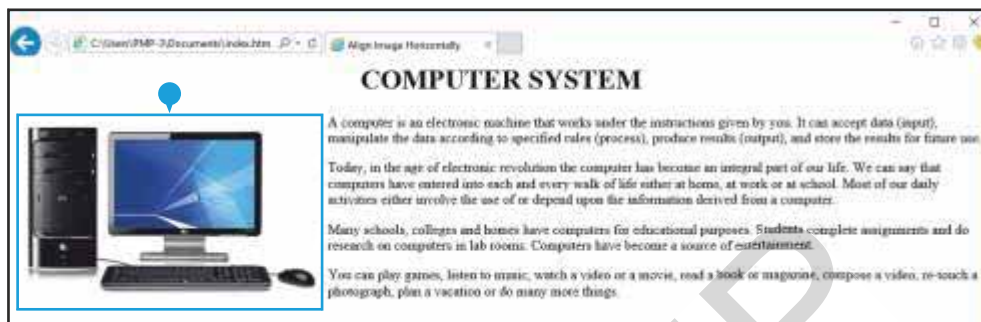 C:\Users\PMP-3\Documents\index.htm
Align Image Horizontally
COMPUTER SYSTEM
A computer is an electronic machine that works under the instructions given by you. It can accept data (input),
manipulate the data according to specified rules (process), produce results (output), and store the results for future use.
Today, in the age of electronic revolution the computer has become an integral part of our life. We can say that
computers have entered into each and every walk of life either at home, at work or at school. Most of our daily
activities either involve the use of or depend upon the information derived from a computer.
Many schools, colleges and homes have computers for educational purposes. Students complete assignments and do
research on computers in lab rooms. Computers have become a source of entertainment.
You can play games, listen to music, watch a video or a movie, read a book or magazine, compose a video, re-touch a
photograph, plan a vacation or do many more things.